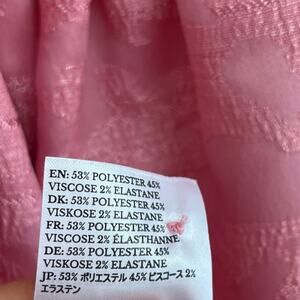 EN: 53% POLYESTER 45%
VISCOSE 2% ELASTANE
DK: 53% POLYESTER 45%
VISKOSE 2% ELASTANE
FR: 53% POLYESTER 45%
VISCOSE 2% ÉLASTHANNE
DE: 53% POLYESTER 45%
VISKOSE 2% ELASTANE
JP: 53% ポリエステル 45% ビスコース 2%
エラステン